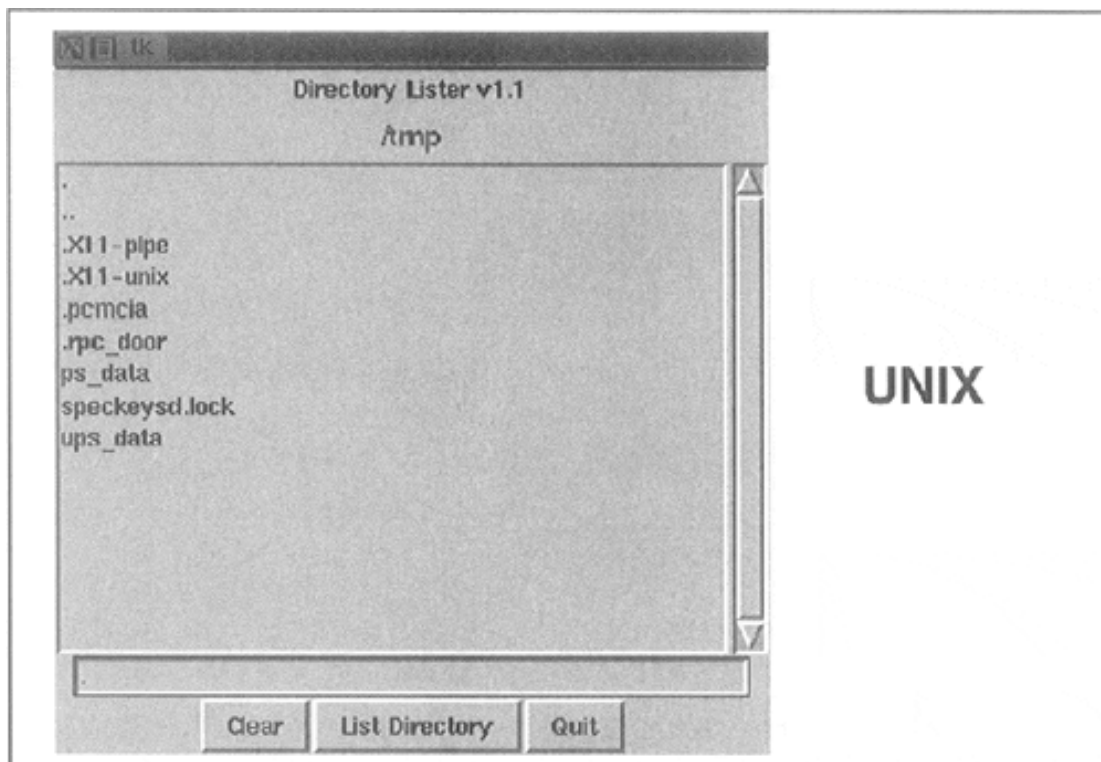 tk
Directory Lister v1.1
/tmp
.
..
.X11-pipe
.X11-unix
.pcmcia
.rpc_door
ps_data
speckeysd.lock
ups_data
.
Clear
List Directory
Quit
UNIX